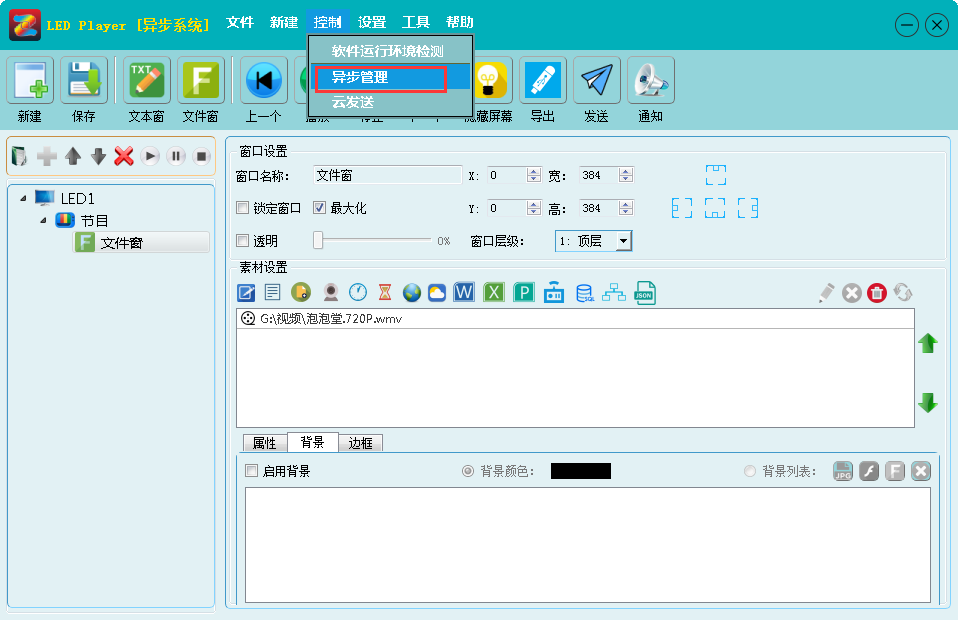 LED Player [异步系统] 文件 新建 控制 设置 工具 帮助
软件运行环境检测
异步管理
云发送
新建 保存 文本窗 文件窗 上一个 隐藏屏幕 导出 发送 通知
TXT F
LED1
节目
F 文件窗
窗口设置
窗口名称: 文件窗 X: 0 宽: 384
锁定窗口 最大化 Y: 0 高: 384
透明 0% 窗口层级: 1: 顶层
素材设置
W X P SQL JSON
G:\视频\泡泡堂.720P.wmv
属性 背景 边框
启用背景 背景颜色: 背景列表: JPG f F